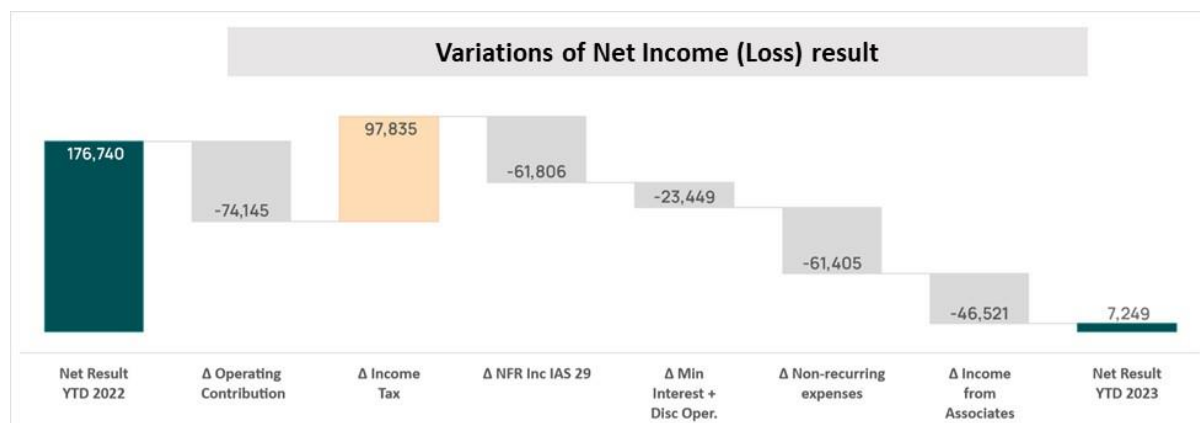 Variations of Net Income (Loss) result
176,740
-74,145
97,835
-61,806
-23,449
-61,405
-46,521
7,249
Net Result
YTD 2022
Δ Operating
Contribution
Δ Income
Tax
Δ NFR Inc IAS 29
Δ Min
Interest +
Disc Oper.
Δ Non-recurring
expenses
Δ Income
from
Associates
Net Result
YTD 2023